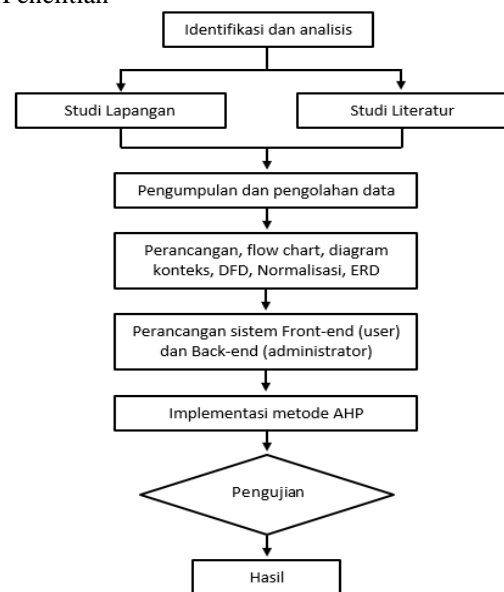 Penelitian
Identifikasi dan analisis
Studi Lapangan
Studi Literatur
Pengumpulan dan pengolahan data
Perancangan, flow chart, diagram
konteks, DFD, Normalisasi, ERD
Perancangan sistem Front-end (user)
dan Back-end (administrator)
Implementasi metode AHP
Pengujian
Hasil